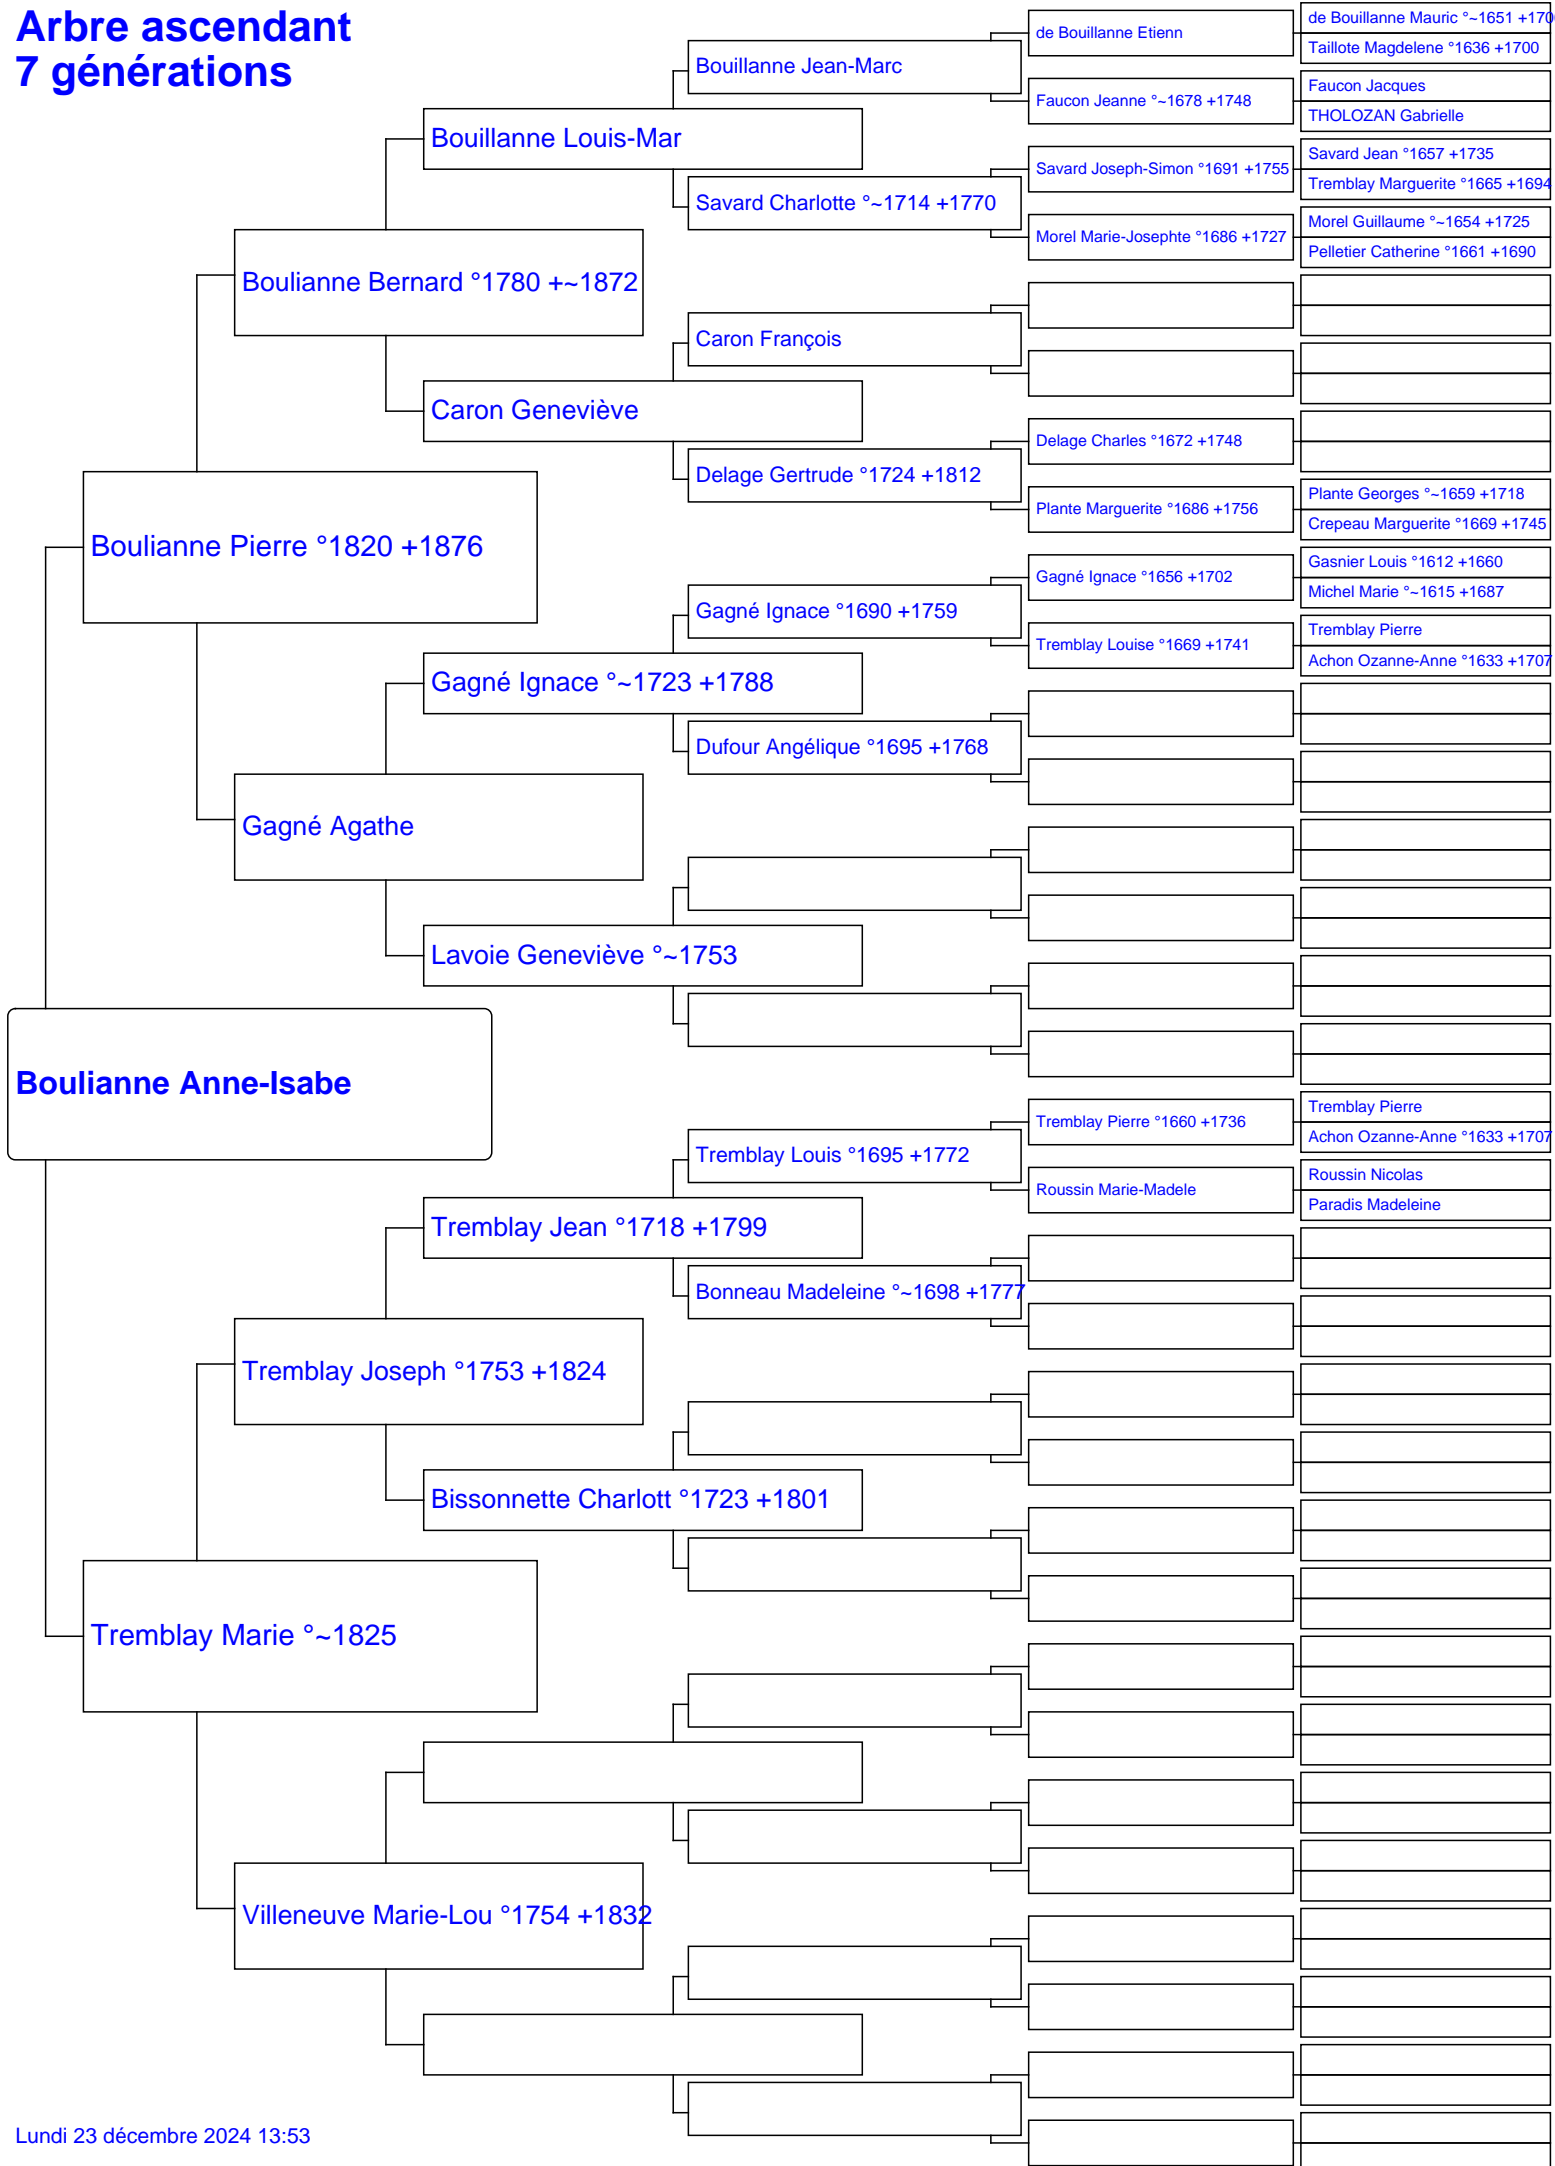 Arbre ascendant
7 générations
Boulianne Anne-Isabe
Boulianne Pierre °1820 +1876
Tremblay Marie °~1825
Boulianne Bernard °1780 +~1872
Gagné Agathe
Tremblay Joseph °1753 +1824
Villeneuve Marie-Lou °1754 +1832
Bouillanne Louis-Mar
Caron Geneviève
Gagné Ignace °~1723 +1788
Lavoie Geneviève °~1753
Tremblay Jean °1718 +1799
Bissonnette Charlott °1723 +1801
Bouillanne Jean-Marc
Savard Charlotte °~1714 +1770
Caron François
Delage Gertrude °1724 +1812
Gagné Ignace °1690 +1759
Dufour Angélique °1695 +1768
Tremblay Louis °1695 +1772
Bonneau Madeleine °~1698 +1777
de Bouillanne Etienn
Faucon Jeanne °~1678 +1748
Savard Joseph-Simon °1691 +1755
Morel Marie-Josephte °1686 +1727
Delage Charles °1672 +1748
Plante Marguerite °1686 +1756
Gagné Ignace °1656 +1702
Tremblay Louise °1669 +1741
Tremblay Pierre °1660 +1736
Roussin Marie-Madele
de Bouillanne Mauric °~1651 +170
Taillote Magdelene °1636 +1700
Faucon Jacques
THOLOZAN Gabrielle
Savard Jean °1657 +1735
Tremblay Marguerite °1665 +1694
Morel Guillaume °~1654 +1725
Pelletier Catherine °1661 +1690
Plante Georges °~1659 +1718
Crepeau Marguerite °1669 +1745
Gasnier Louis °1612 +1660
Michel Marie °~1615 +1687
Tremblay Pierre
Achon Ozanne-Anne °1633 +1707
Tremblay Pierre
Achon Ozanne-Anne °1633 +1707
Roussin Nicolas
Paradis Madeleine
Lundi 23 décembre 2024 13:53